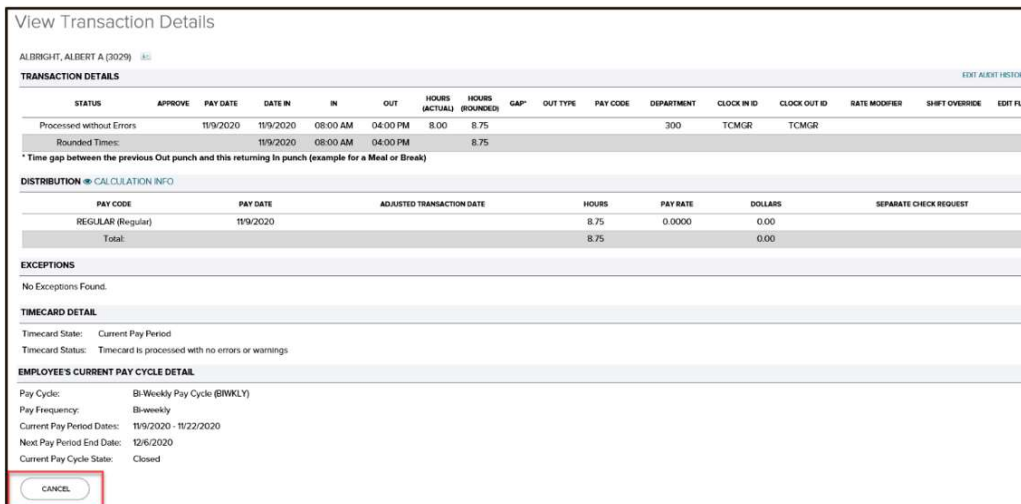 View Transaction Details
ALBRIGHT, ALBERT A (3029)
TRANSACTION DETAILS EDIT AUDIT HISTOR
STATUS APPROVE PAY DATE DATE IN IN OUT HOURS (ACTUAL) HOURS (ROUNDED) GAP* OUT TYPE PAY CODE DEPARTMENT CLOCK IN ID CLOCK OUT ID RATE MODIFIER SHIFT OVERRIDE EDIT FL
Processed without Errors 11/9/2020 11/9/2020 08:00 AM 04:00 PM 8.00 8.75 300 TCMGR TCMGR
Rounded Times: 11/9/2020 08:00 AM 04:00 PM 8.75
* Time gap between the previous Out punch and this returning In punch (example for a Meal or Break)
DISTRIBUTION CALCULATION INFO
PAY CODE PAY DATE ADJUSTED TRANSACTION DATE HOURS PAY RATE DOLLARS SEPARATE CHECK REQUEST
REGULAR (Regular) 11/9/2020 8.75 0.0000 0.00
Total: 8.75 0.00
EXCEPTIONS
No Exceptions Found.
TIMECARD DETAIL
Timecard State: Current Pay Period
Timecard Status: Timecard is processed with no errors or warnings
EMPLOYEE'S CURRENT PAY CYCLE DETAIL
Pay Cycle: Bi-Weekly Pay Cycle (BIWKLY)
Pay Frequency: Bi-weekly
Current Pay Period Dates: 11/9/2020 - 11/22/2020
Next Pay Period End Date: 12/6/2020
Current Pay Cycle State: Closed
CANCEL